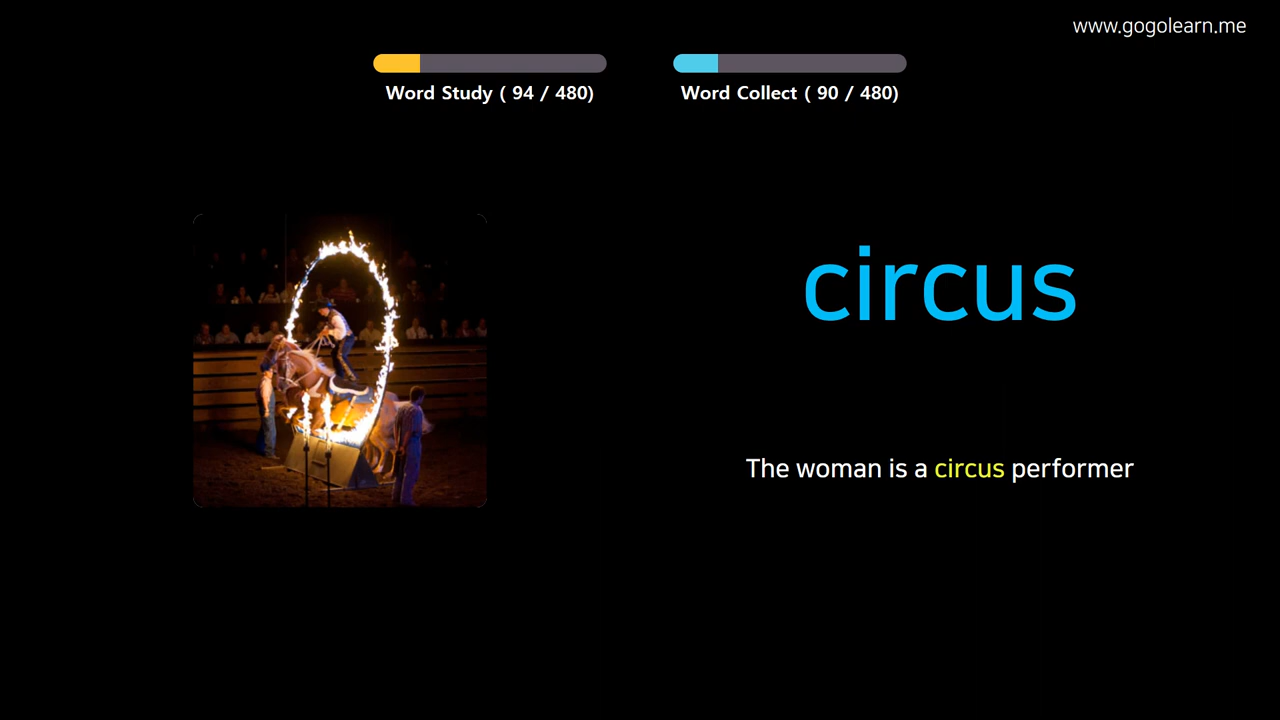 www.gogolearn.me
Word Study ( 94 / 480)
Word Collect ( 90 / 480)
circus
The woman is a circus performer